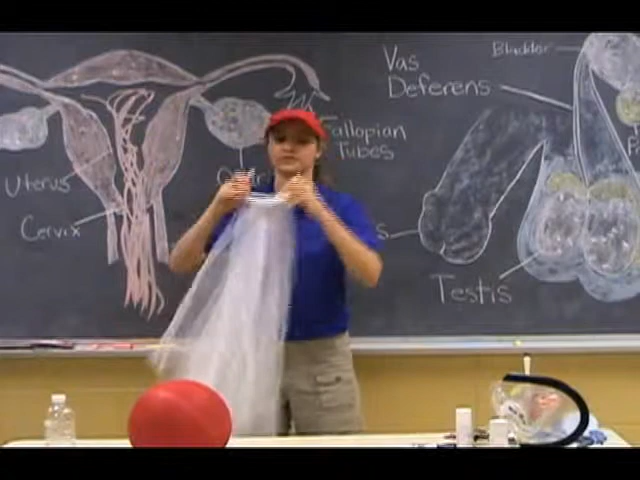 Vas
Deferens
Bladder
Fallopian
Tubes
Uterus
Cervix
Testis